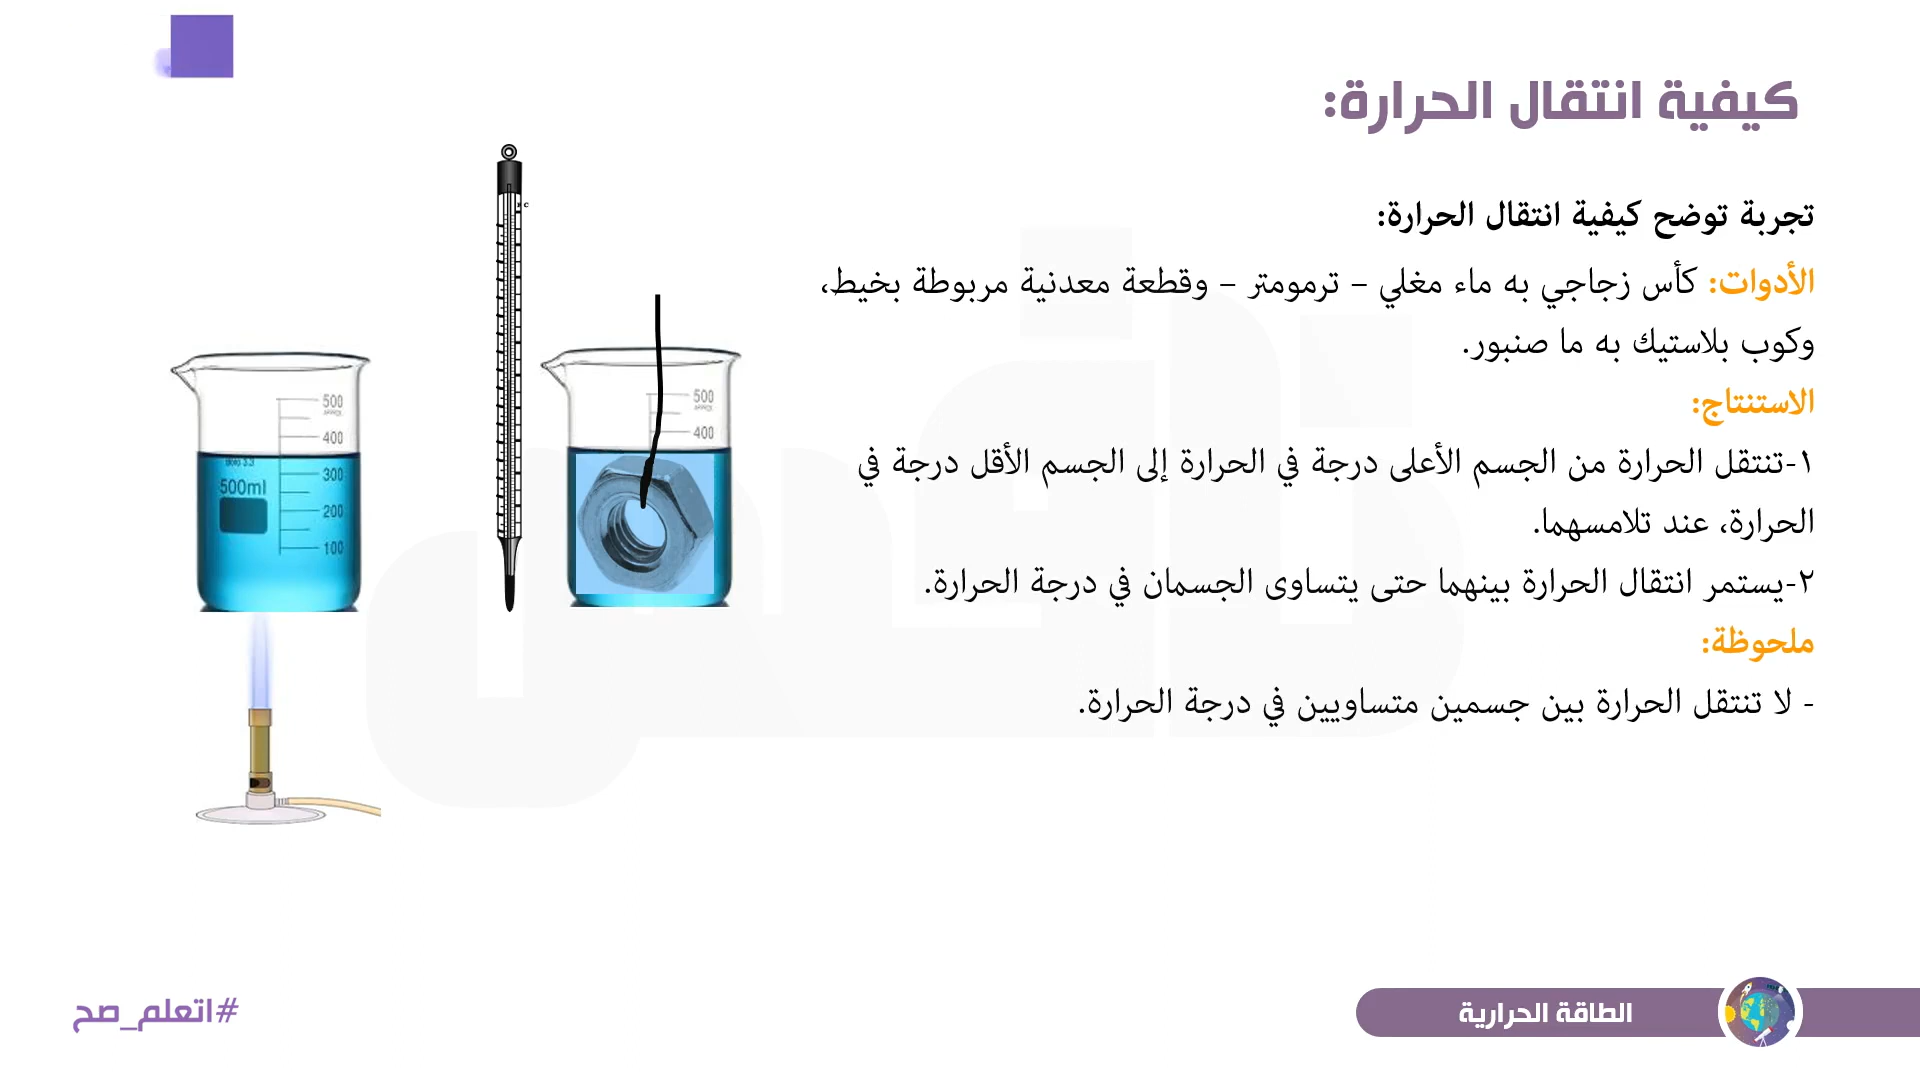 كيفية انتقال الحرارة:
تجربة توضح كيفية انتقال الحرارة:
الأدوات: كأس زجاجي به ماء مغلي – ترمومتر – وقطعة معدنية مربوطة بخيط،
وكوب بلاستيك به ما صنبور.
الاستنتاج:
١-تنتقل الحرارة من الجسم الأعلى درجة في الحرارة إلى الجسم الأقل درجة في
الحرارة، عند تلامسهما.
٢-يستمر انتقال الحرارة بينهما حتى يتساوى الجسمان في درجة الحرارة.
ملحوظة:
- لا تنتقل الحرارة بين جسمين متساويين في درجة الحرارة.
500
400
500
APPROX
400
300
500ml
200
100
الطاقة الحرارية
#اتعلم_صح